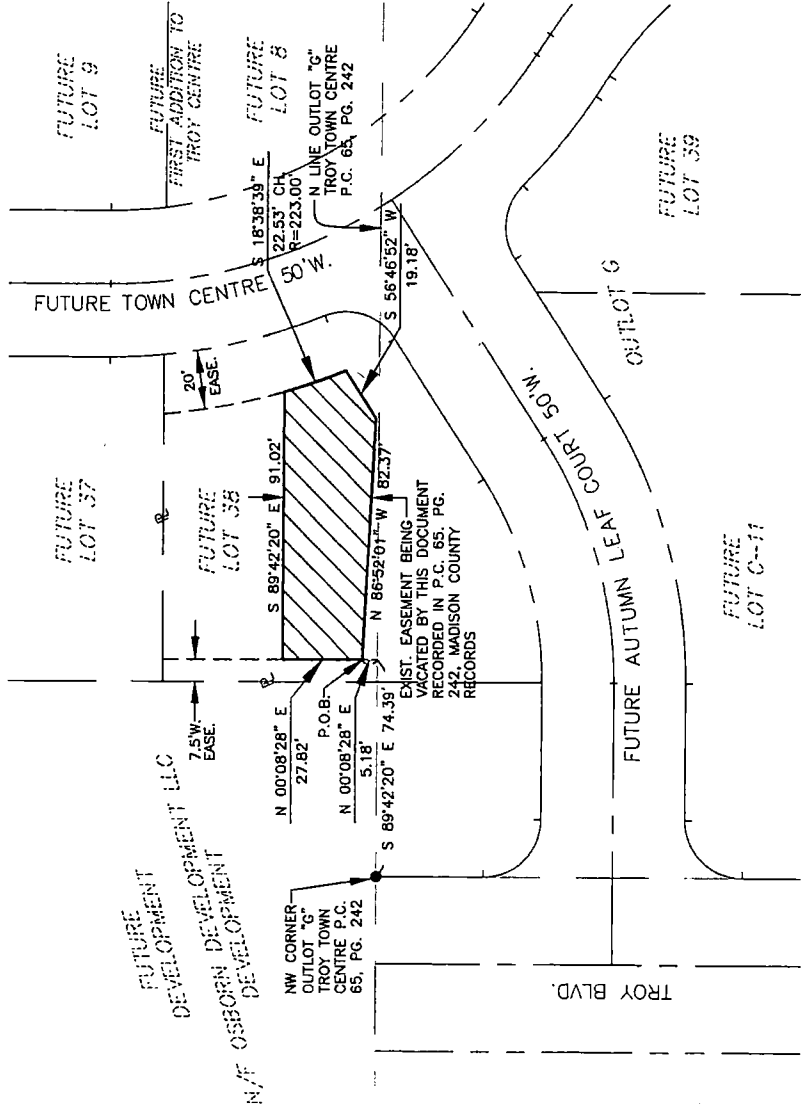 FUTURE
LOT 9
FUTURE
FIRST ADDITION TO
TROY CENTRE
FUTURE
LOT 8
N LINE OUTLOT "G"
TROY TOWN CENTRE
P.C. 65, PG. 242
S 18°38'39" E
22.53' CH.
R=223.00'
S 56°46'52" W
19.18'
FUTURE TOWN CENTRE 50'W.
20'
EASE.
FUTURE
LOT 37
FUTURE
LOT 38
S 89°42'20" E 91.02'
N 86°52'01" W 82.37'
EXIST. EASEMENT BEING
VACATED BY THIS DOCUMENT
RECORDED IN P.C. 65, PG.
242, MADISON COUNTY
RECORDS
7.5'W.
EASE.
N 00°08'28" E
27.82'
P.O.B.
N 00°08'28" E
5.18'
S 89°42'20" E 74.39'
FUTURE
DEVELOPMENT
N/F OSBORN DEVELOPMENT LLC
DEVELOPMENT
NW CORNER
OUTLOT "G"
TROY TOWN
CENTRE P.C.
65, PG. 242
TROY BLVD.
FUTURE AUTUMN LEAF COURT 50'W.
OUTLOT G
FUTURE
LOT 39
FUTURE
LOT C-11
PL
PL